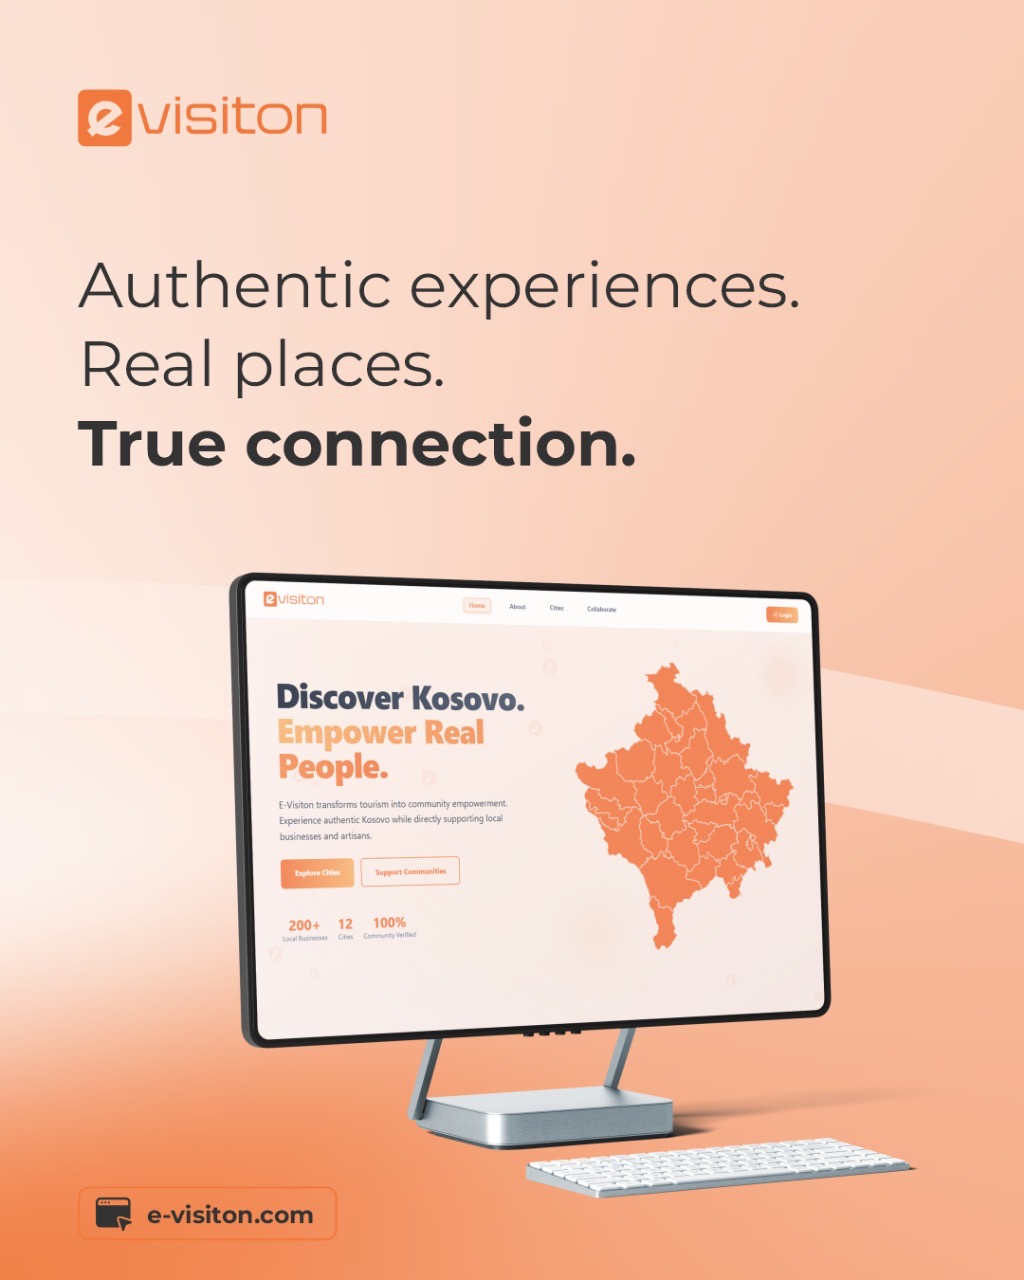 e visiton
Authentic experiences.
Real places.
True connection.
e visiton
Home About Cities Collaborate Login
Discover Kosovo.
Empower Real
People.
E-Visiton transforms tourism into community empowerment.
Experience authentic Kosovo while directly supporting local
businesses and artisans.
Explore Cities Support Communities
200+ 12 100%
Local Businesses Cities Community Verified
e-visiton.com